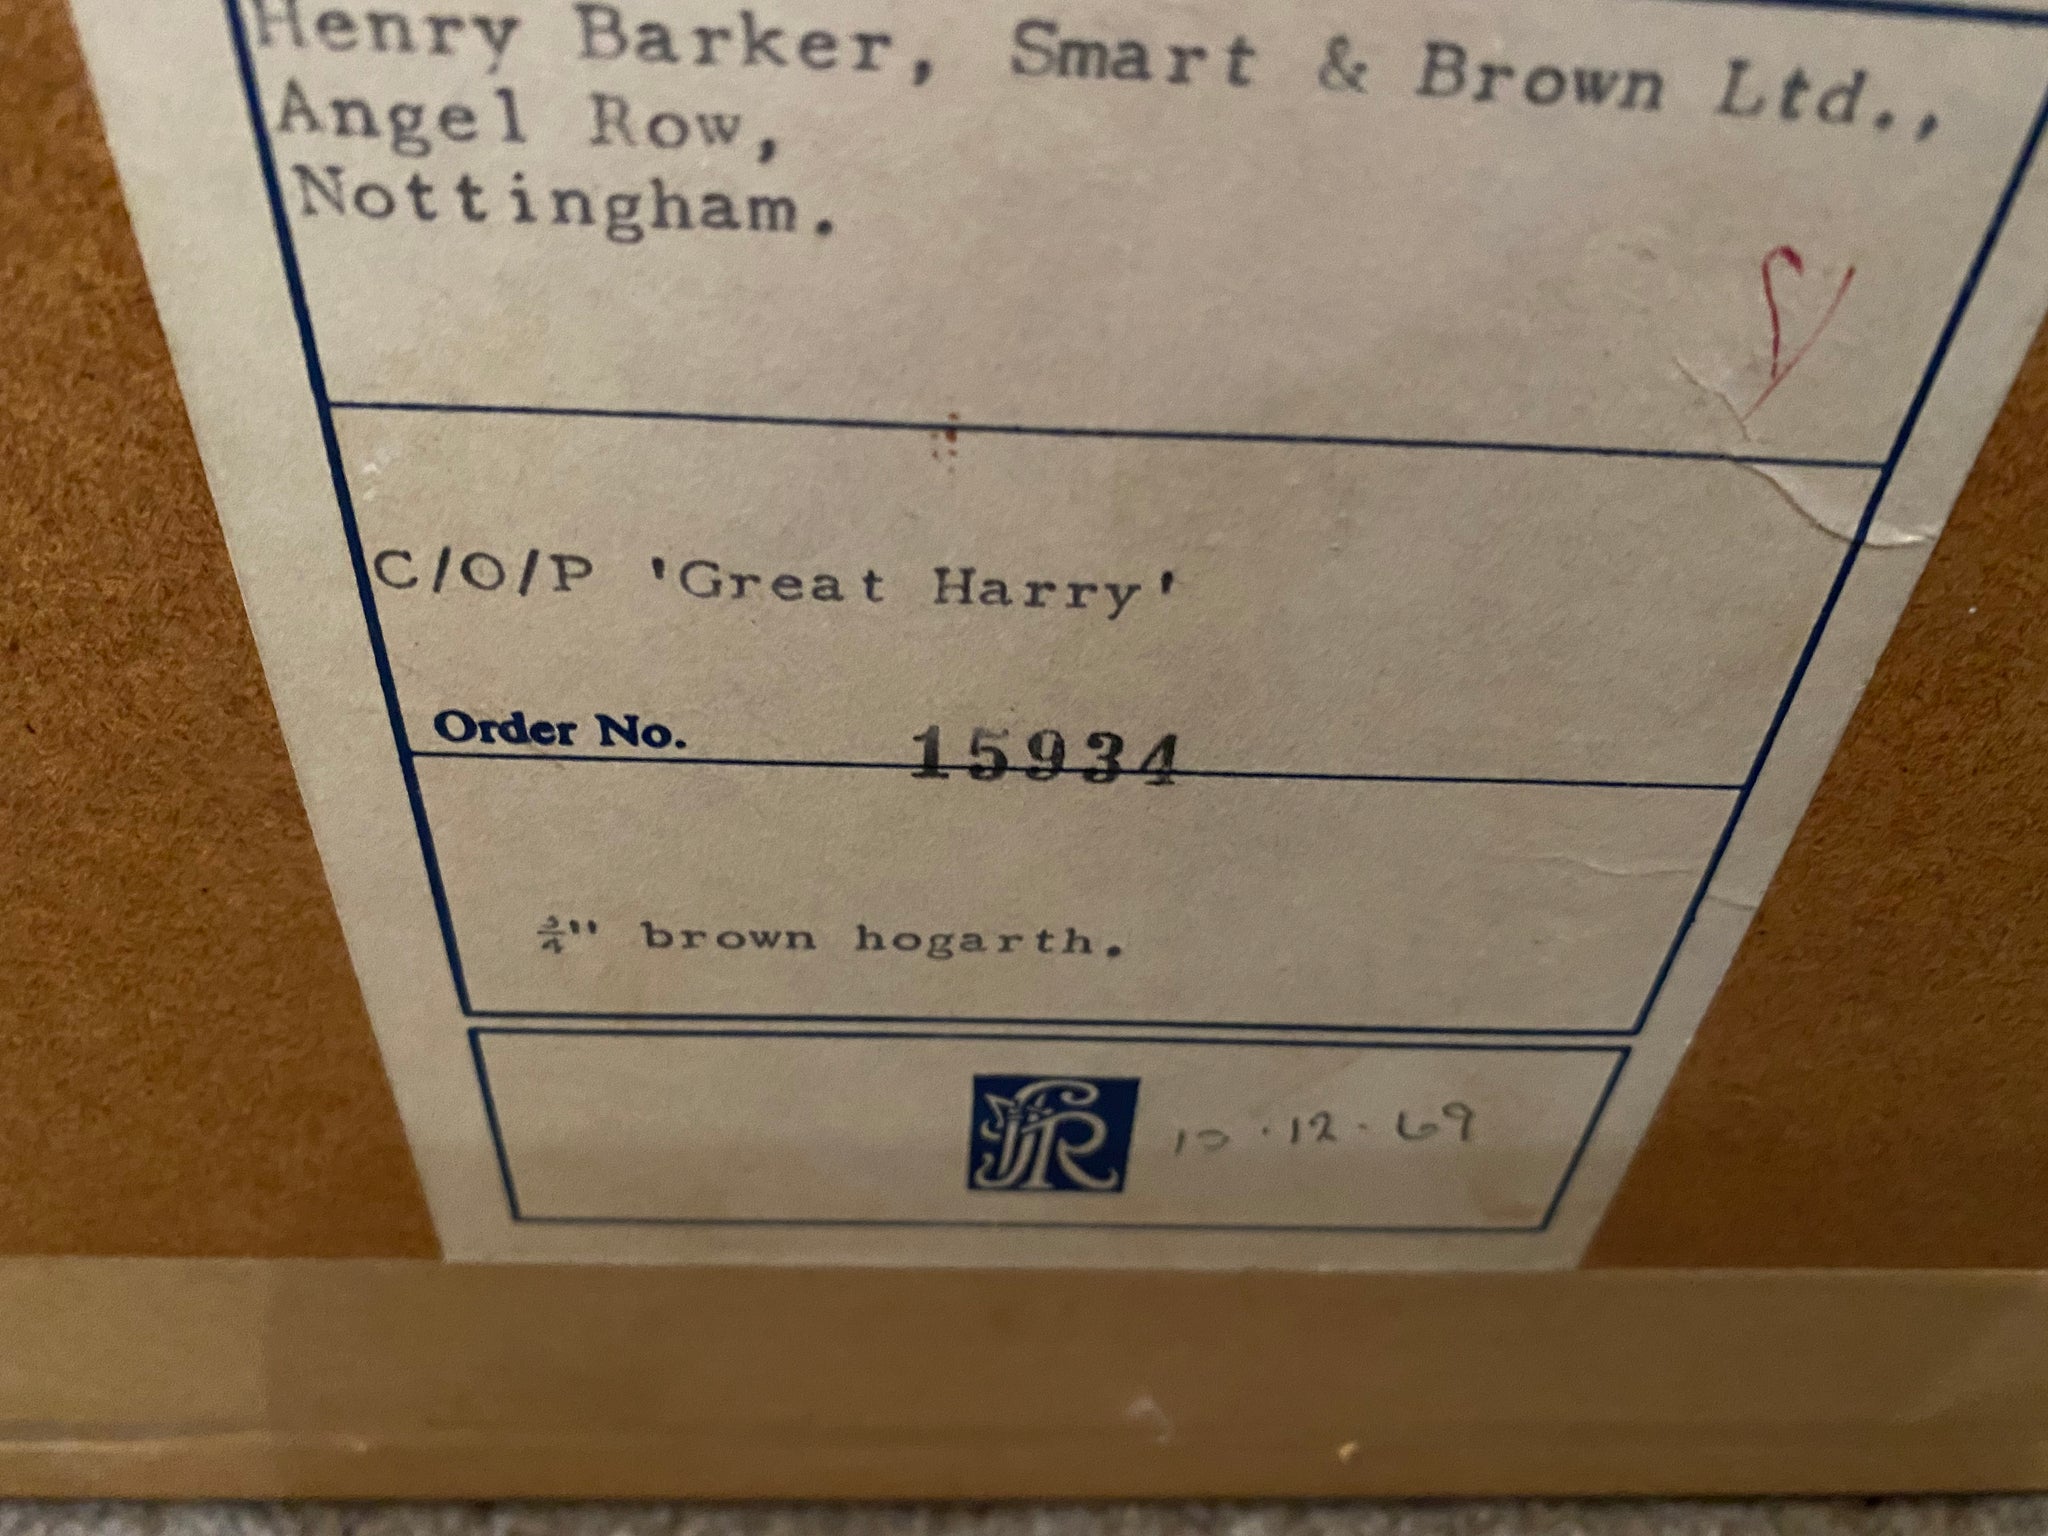 Henry Barker, Smart & Brown Ltd.,
Angel Row,
Nottingham.
C/O/P 'Great Harry'
Order No. 15934
¾" brown hogarth.
10.12.69